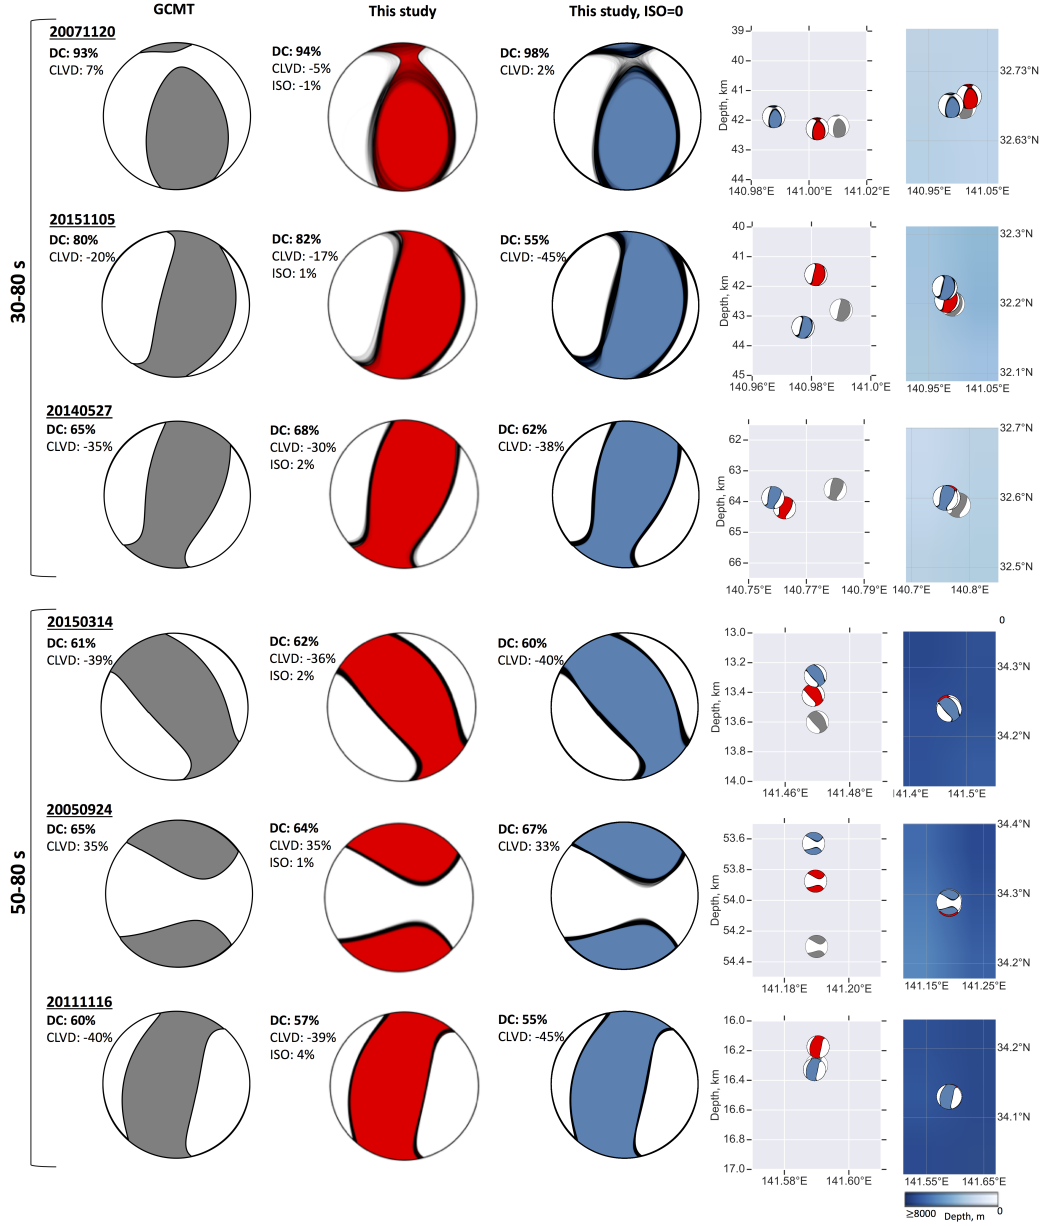 GCMT
This study
This study, ISO=0
30-80 s
20071120
DC: 93%
CLVD: 7%
DC: 94%
CLVD: -5%
ISO: -1%
DC: 98%
CLVD: 2%
Depth, km
39
40
41
42
43
44
140.98°E
141.00°E
141.02°E
32.73°N
32.63°N
140.95°E
141.05°E
20151105
DC: 80%
CLVD: -20%
DC: 82%
CLVD: -17%
ISO: 1%
DC: 55%
CLVD: -45%
Depth, km
40
41
42
43
44
45
140.96°E
140.98°E
141.0°E
32.3°N
32.2°N
32.1°N
140.95°E
141.05°E
20140527
DC: 65%
CLVD: -35%
DC: 68%
CLVD: -30%
ISO: 2%
DC: 62%
CLVD: -38%
Depth, km
62
63
64
65
66
140.75°E
140.77°E
140.79°E
32.7°N
32.6°N
32.5°N
140.7°E
140.8°E
50-80 s
20150314
DC: 61%
CLVD: -39%
DC: 62%
CLVD: -36%
ISO: 2%
DC: 60%
CLVD: -40%
Depth, km
13.0
13.2
13.4
13.6
13.8
14.0
141.46°E
141.48°E
0
34.3°N
34.2°N
141.4°E
141.5°E
20050924
DC: 65%
CLVD: 35%
DC: 64%
CLVD: 35%
ISO: 1%
DC: 67%
CLVD: 33%
Depth, km
53.6
53.8
54.0
54.2
54.4
141.18°E
141.20°E
34.4°N
34.3°N
34.2°N
141.15°E
141.25°E
20111116
DC: 60%
CLVD: -40%
DC: 57%
CLVD: -39%
ISO: 4%
DC: 55%
CLVD: -45%
Depth, km
16.0
16.2
16.4
16.6
16.8
17.0
141.58°E
141.60°E
34.2°N
34.1°N
141.55°E
141.65°E
≥8000
Depth, m
0